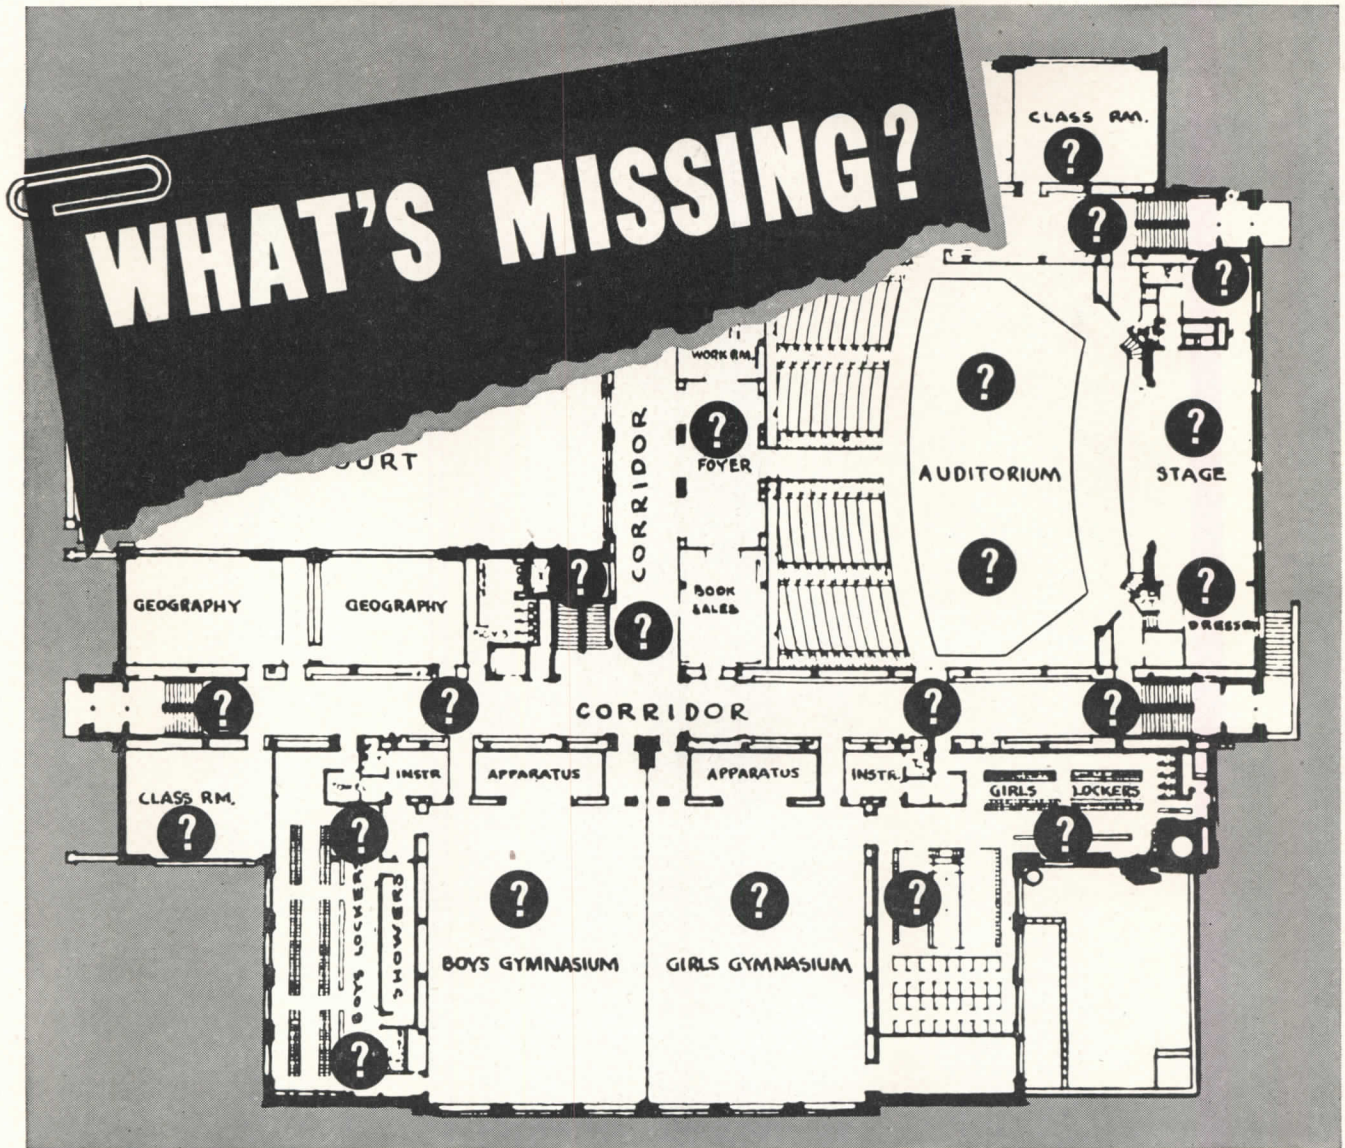 WHAT'S MISSING?
CLASS RM.
?
?
?
WORK RM.
?
?
?
FOYER
CORRIDOR
AUDITORIUM
STAGE
OURT
?
?
?
BOOK
SALES
?
GEOGRAPHY
GEOGRAPHY
?
?
?
?
?
CORRIDOR
INSTR
APPARATUS
APPARATUS
INSTR.
GIRLS LOCKERS
CLASS RM.
?
?
?
?
?
?
BOYS LOCKER
SHOWERS
BOYS GYMNASIUM
GIRLS GYMNASIUM
?